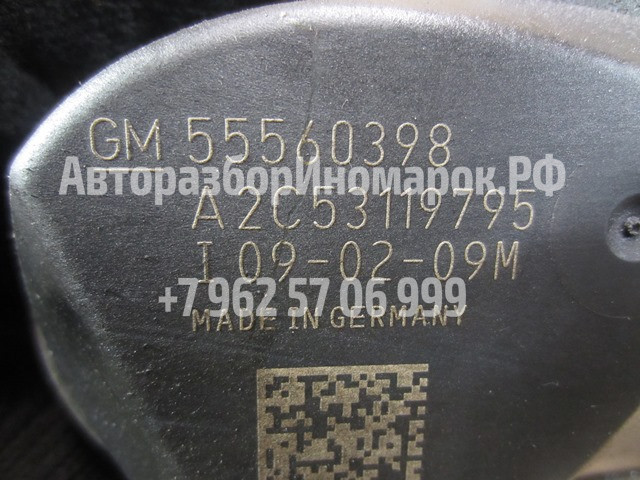 GM 55560398
АвторазборИномарок.РФ
A2C53119795
I 09-02-09M
+7 962 57 06 999
MADE IN GERMANY